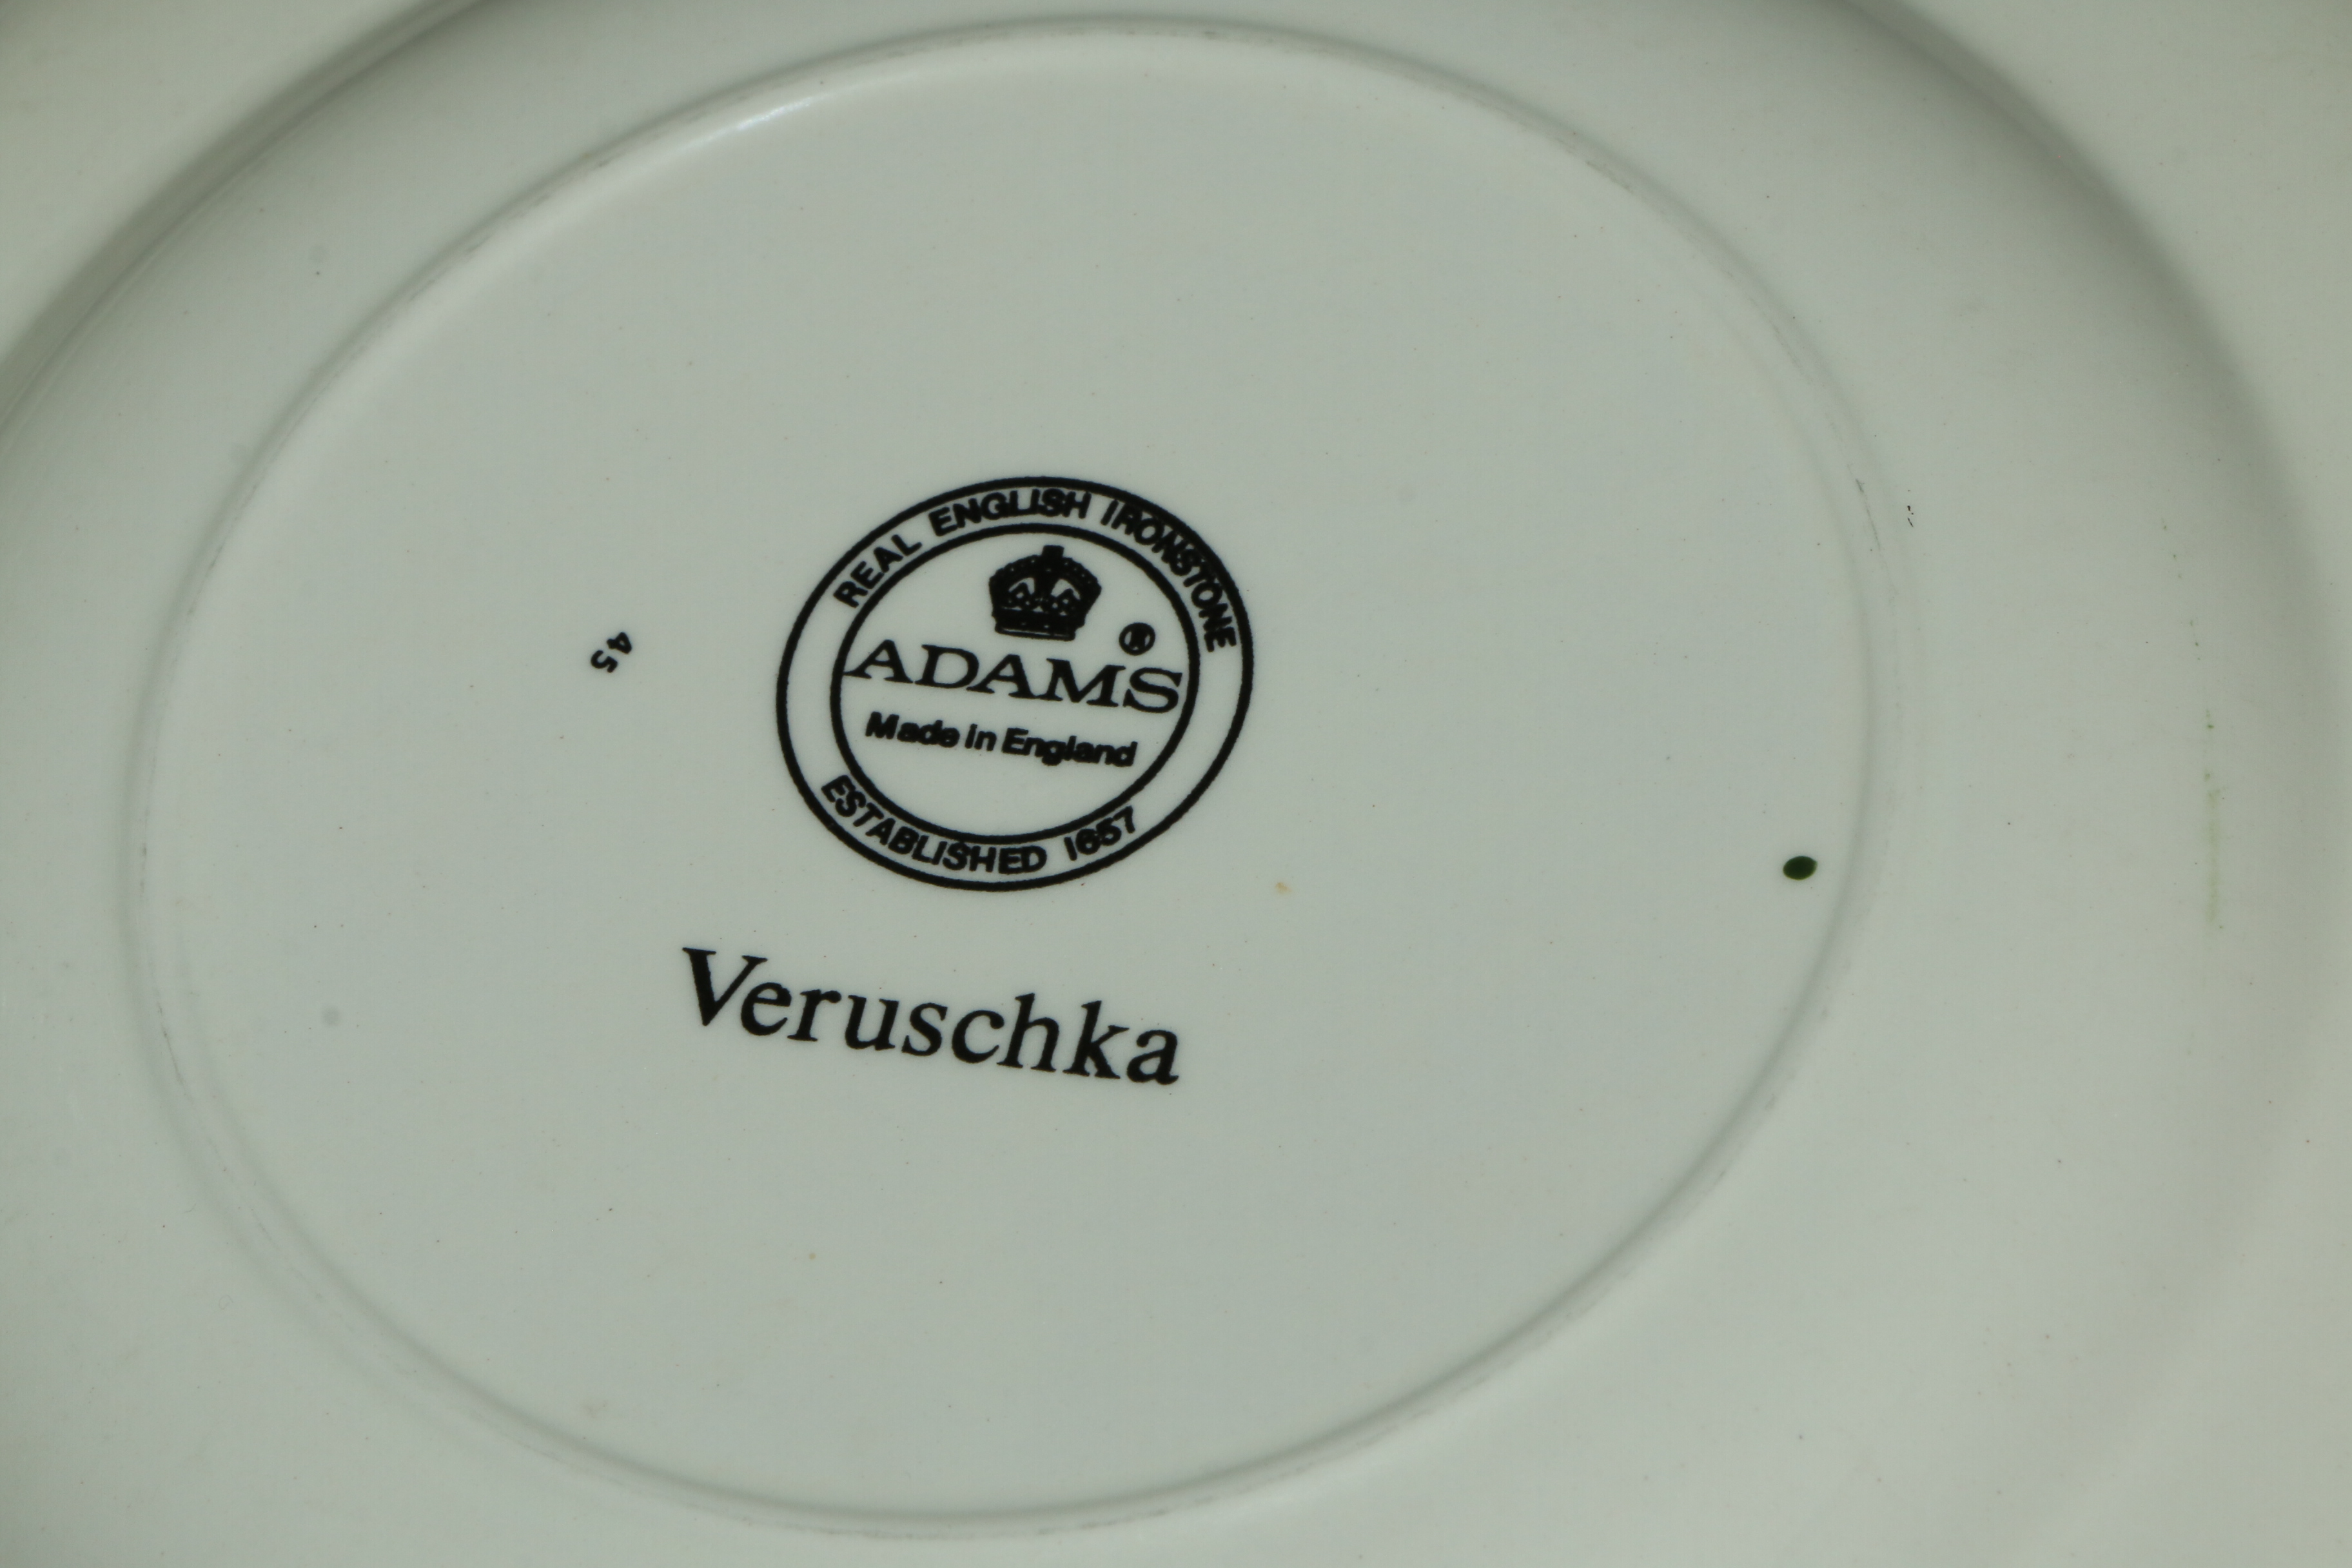 REAL ENGLISH IRONSTONE
ADAMS ®
Made in England
ESTABLISHED 1657
45
Veruschka